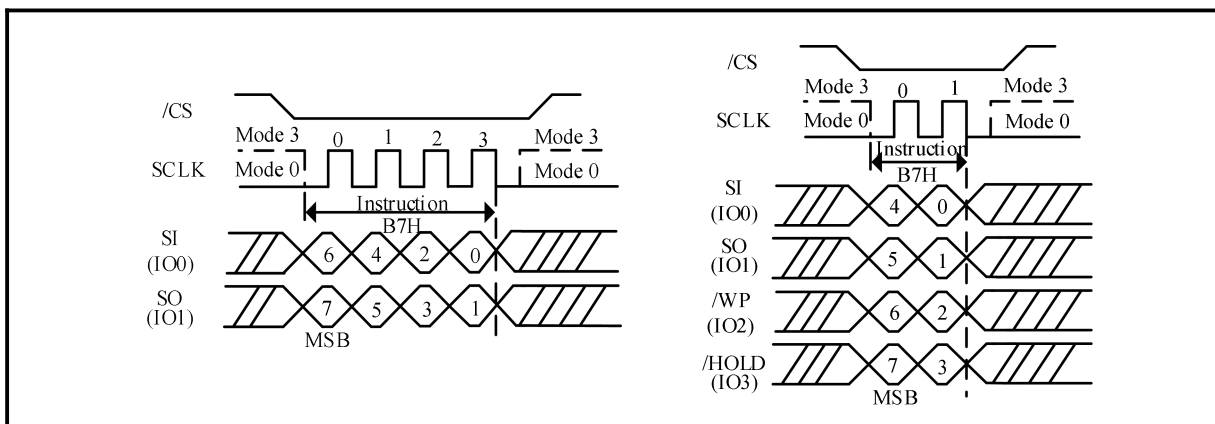 /CS
Mode 3
0 1 2 3
Mode 3
SCLK
Mode 0
Mode 0
Instruction
B7H
SI
(IO0)
6 4 2 0
SO
(IO1)
7 5 3 1
MSB
/CS
Mode 3
0 1
Mode 3
SCLK
Mode 0
Mode 0
Instruction
B7H
SI
(IO0)
4 0
SO
(IO1)
5 1
/WP
(IO2)
6 2
/HOLD
(IO3)
7 3
MSB